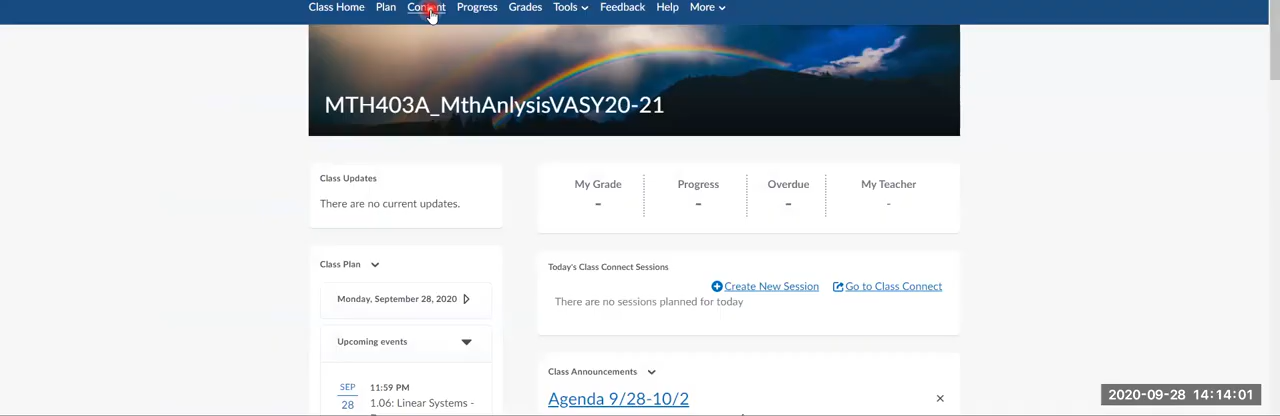 Class Home Plan Content Progress Grades Tools Feedback Help More
MTH403A_MthAnlysisVASY20-21
Class Updates
There are no current updates.
My Grade Progress Overdue My Teacher
- - - -
Class Plan
Monday, September 28, 2020
Upcoming events
SEP 11:59 PM
28 1.06: Linear Systems -
Today's Class Connect Sessions
Create New Session Go to Class Connect
There are no sessions planned for today
Class Announcements
Agenda 9/28-10/2
2020-09-28 14:14:01